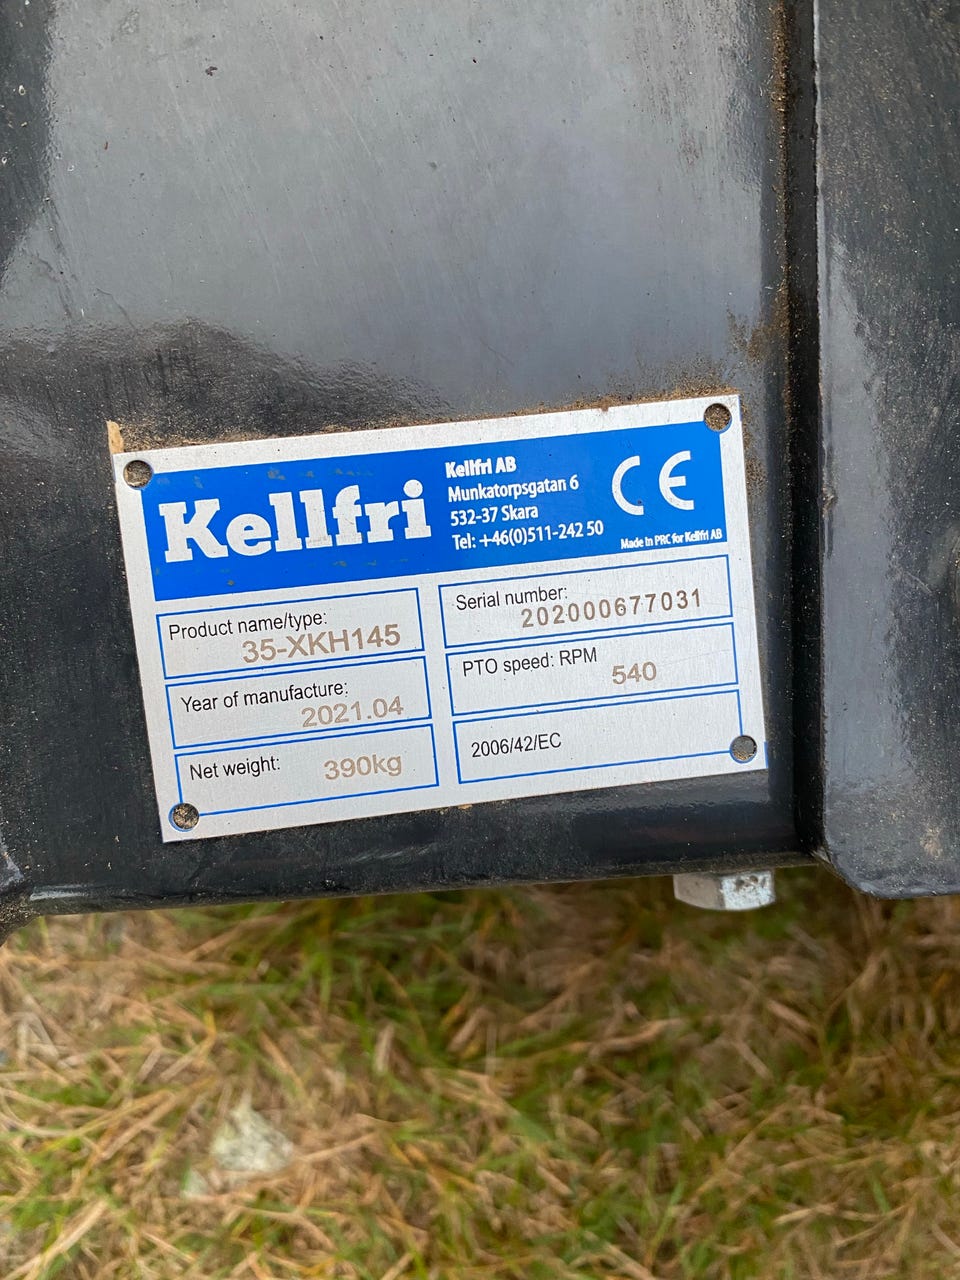 Kellfri
Kellfri AB
Munkatorpsgatan 6
532-37 Skara
Tel: +46(0)511-242 50
CE
Made in PRC for Kellfri AB
Product name/type:
35-XKH145
Serial number:
202000677031
Year of manufacture:
2021.04
PTO speed: RPM
540
Net weight:
390kg
2006/42/EC